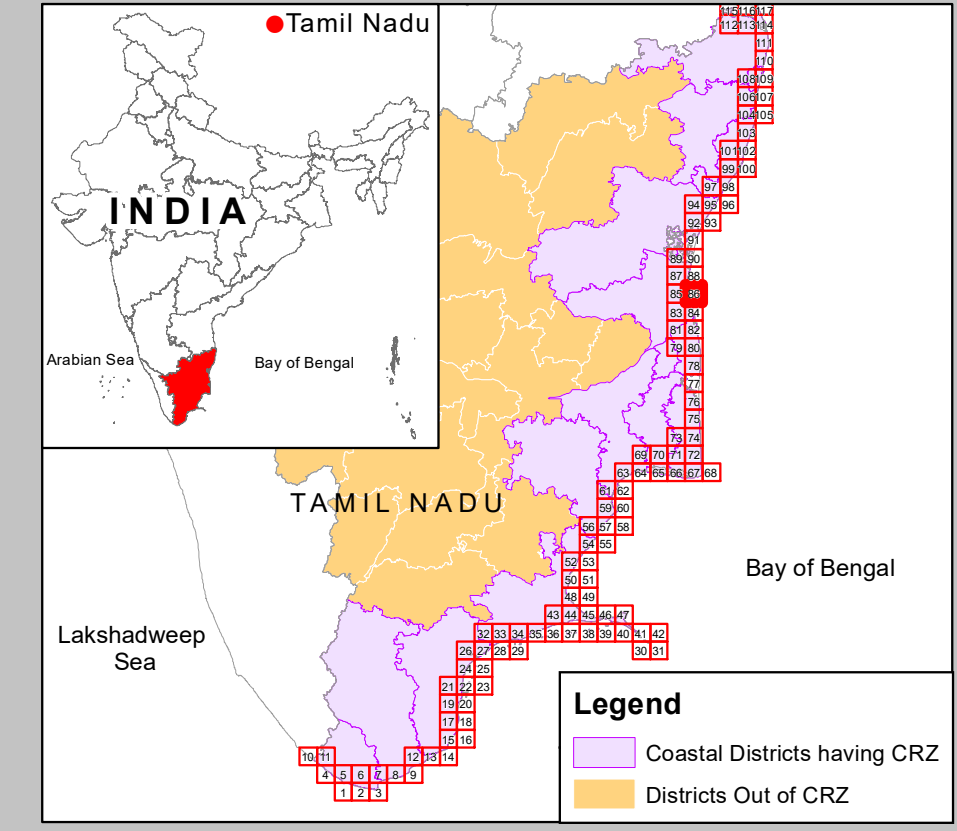 Tamil Nadu
INDIA
Arabian Sea
Bay of Bengal
115 116 117
112 113 114
111
110
108 109
106 107
104 105
103
101 102
99 100
97 98
94 95 96
92 93
91
89 90
87 88
85 86
83 84
81 82
79 80
78
77
76
75
73 74
69 70 71 72
63 64 65 66 67 68
61 62
59 60
56 57 58
54 55
52 53
50 51
48 49
43 44 45 46 47
32 33 34 35 36 37 38 39 40 41 42
26 27 28 29 30 31
24 25
21 22 23
19 20
17 18
15 16
10 11 12 13 14
4 5 6 7 8 9
1 2 3
TAMIL NADU
Bay of Bengal
Lakshadweep
Sea
Legend
Coastal Districts having CRZ
Districts Out of CRZ